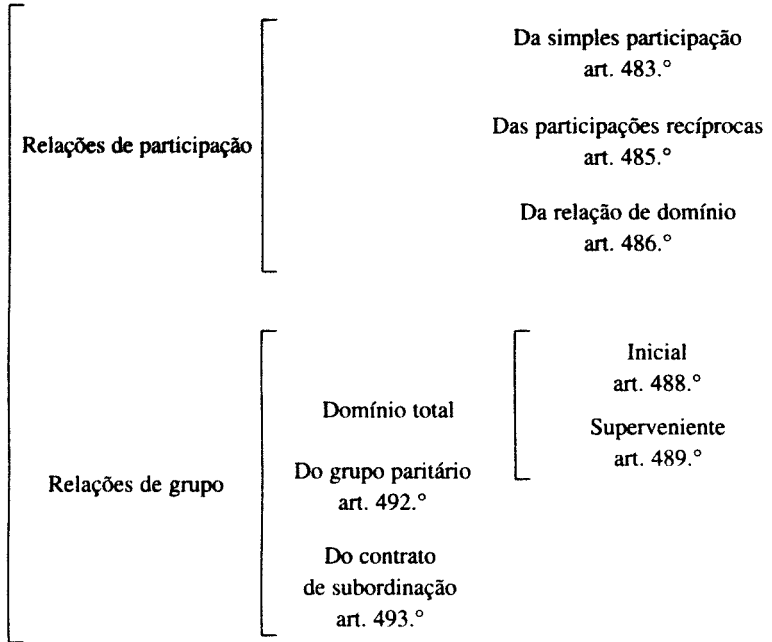 Relações de participação
Da simples participação
art. 483.°
Das participações recíprocas
art. 485.°
Da relação de domínio
art. 486.°
Relações de grupo
Domínio total
Inicial
art. 488.°
Superveniente
art. 489.°
Do grupo paritário
art. 492.°
Do contrato
de subordinação
art. 493.°